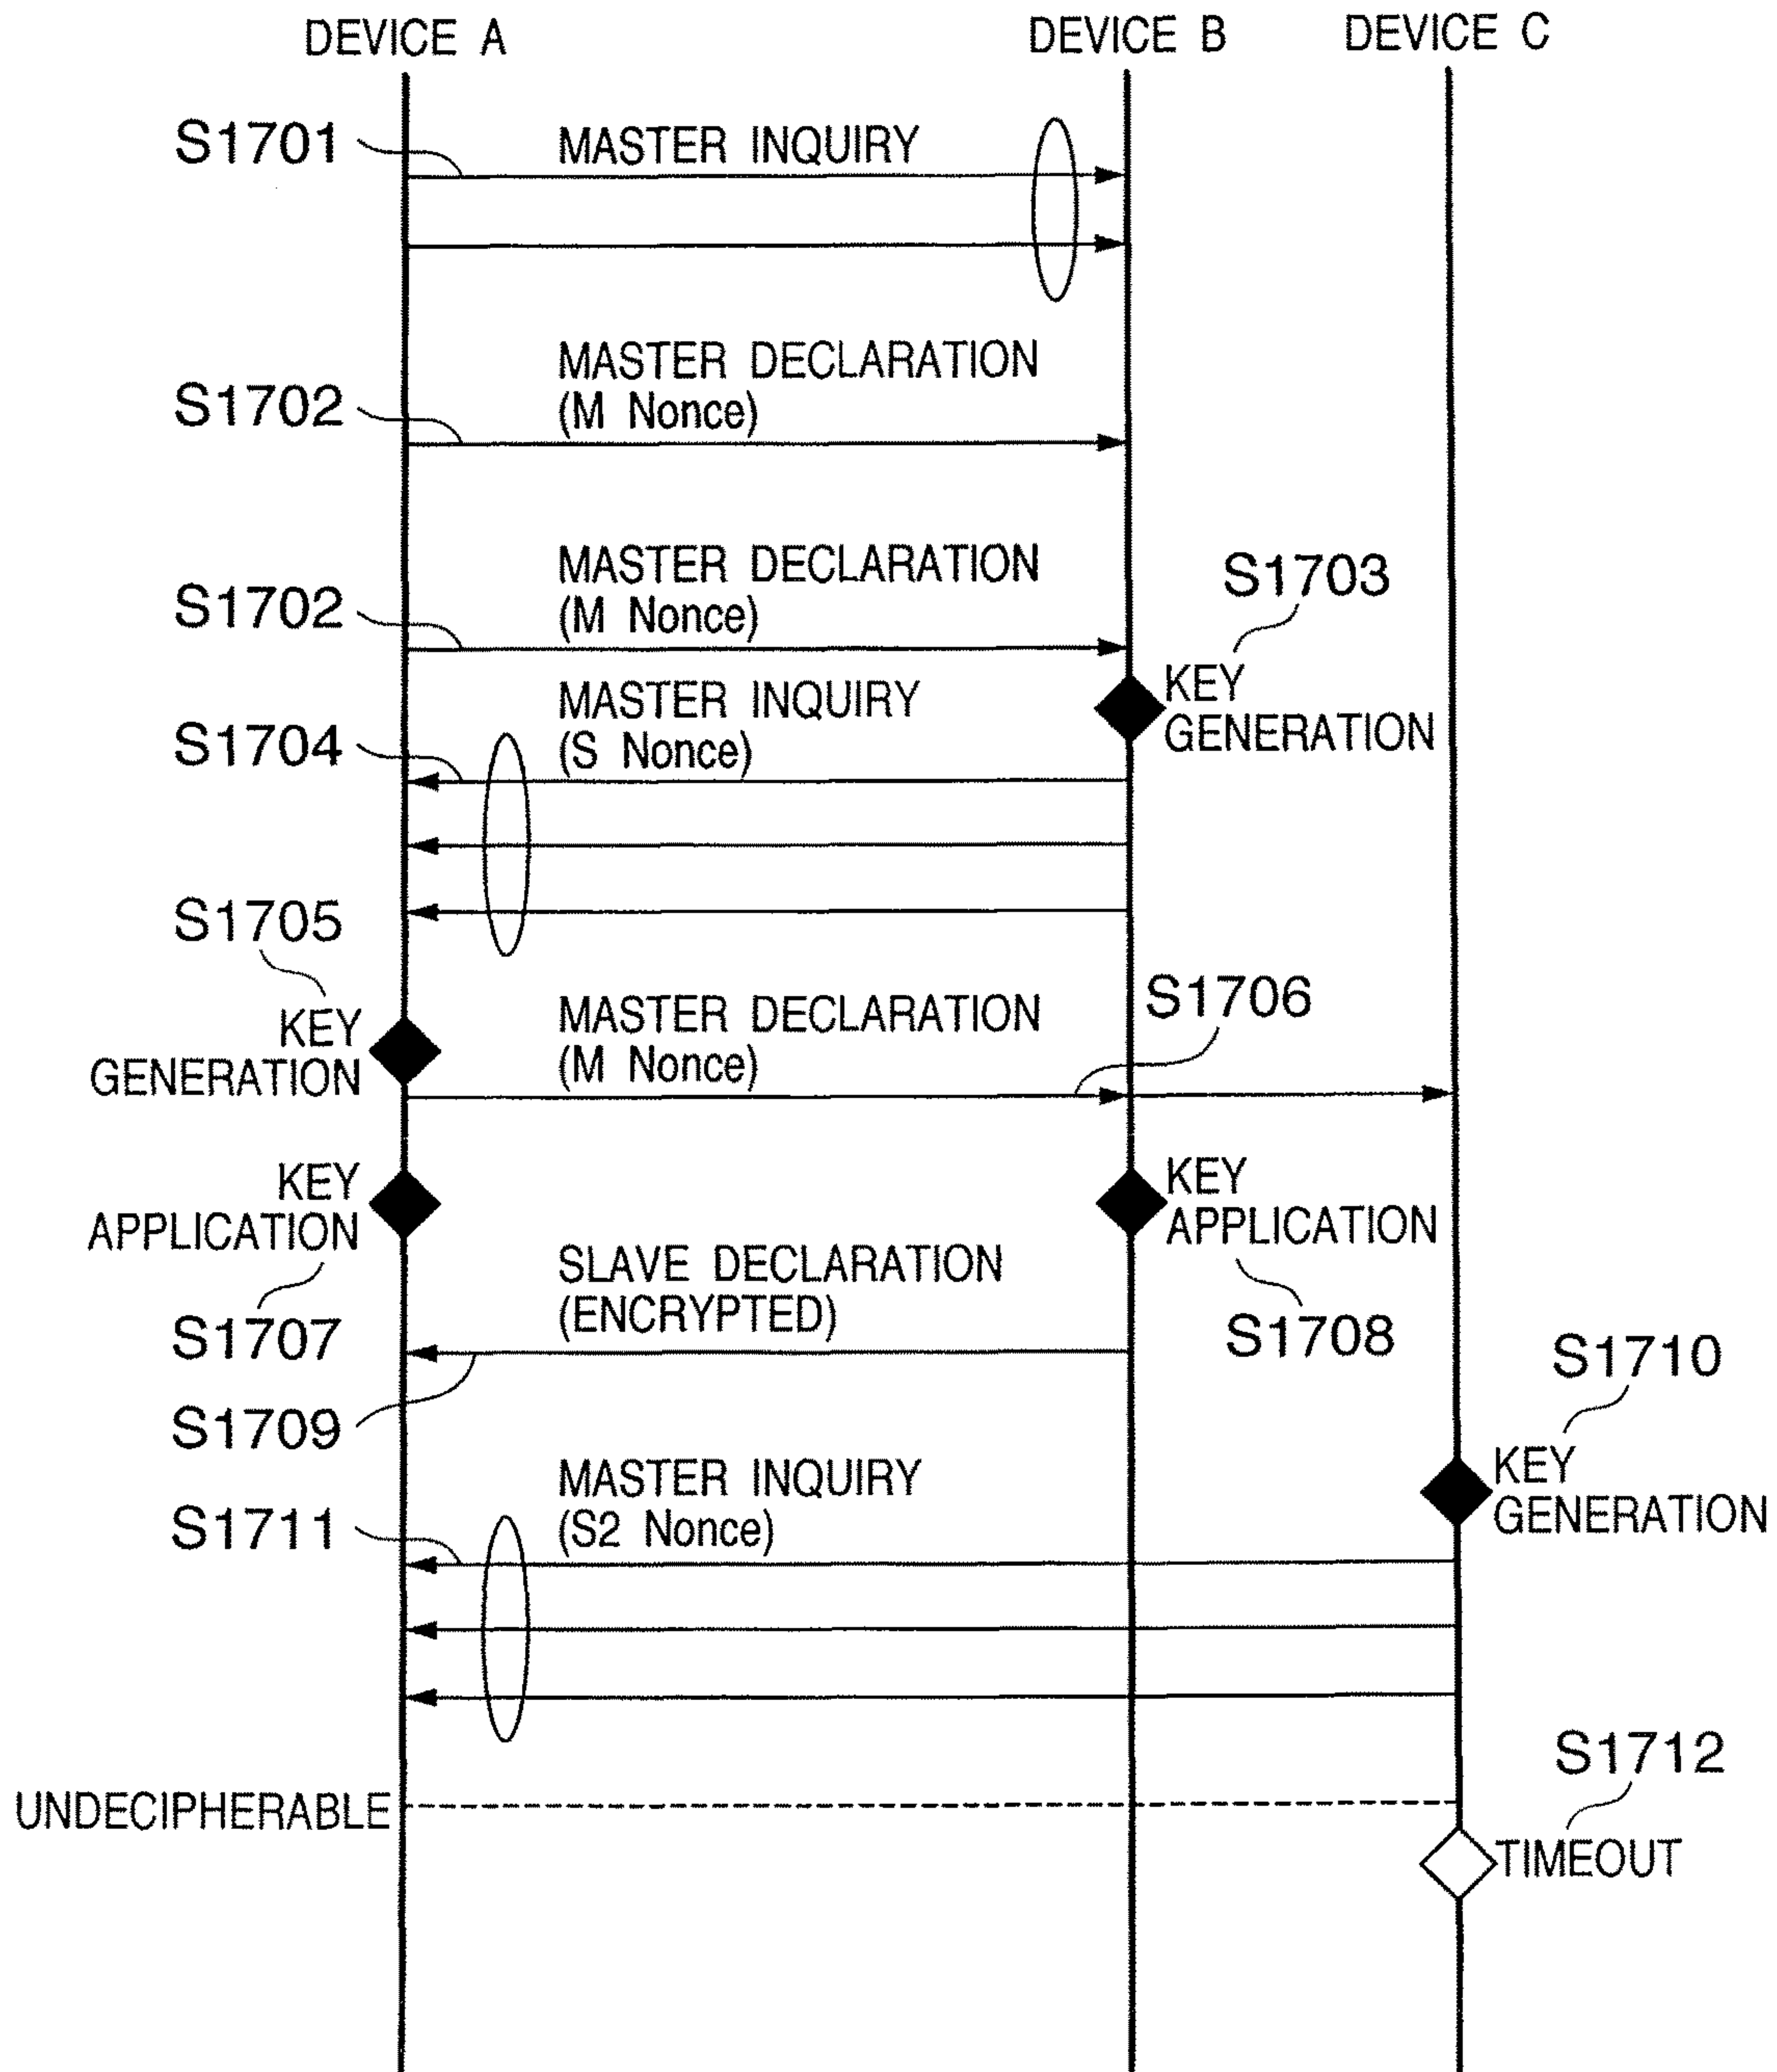 DEVICE A
DEVICE B
DEVICE C
S1701
MASTER INQUIRY
MASTER DECLARATION
(M Nonce)
S1702
MASTER DECLARATION
(M Nonce)
S1702
S1703
KEY
GENERATION
MASTER INQUIRY
(S Nonce)
S1704
S1705
KEY
GENERATION
MASTER DECLARATION
(M Nonce)
S1706
KEY
APPLICATION
S1707
KEY
APPLICATION
S1708
SLAVE DECLARATION
(ENCRYPTED)
S1709
S1710
KEY
GENERATION
MASTER INQUIRY
(S2 Nonce)
S1711
UNDECIPHERABLE
S1712
TIMEOUT